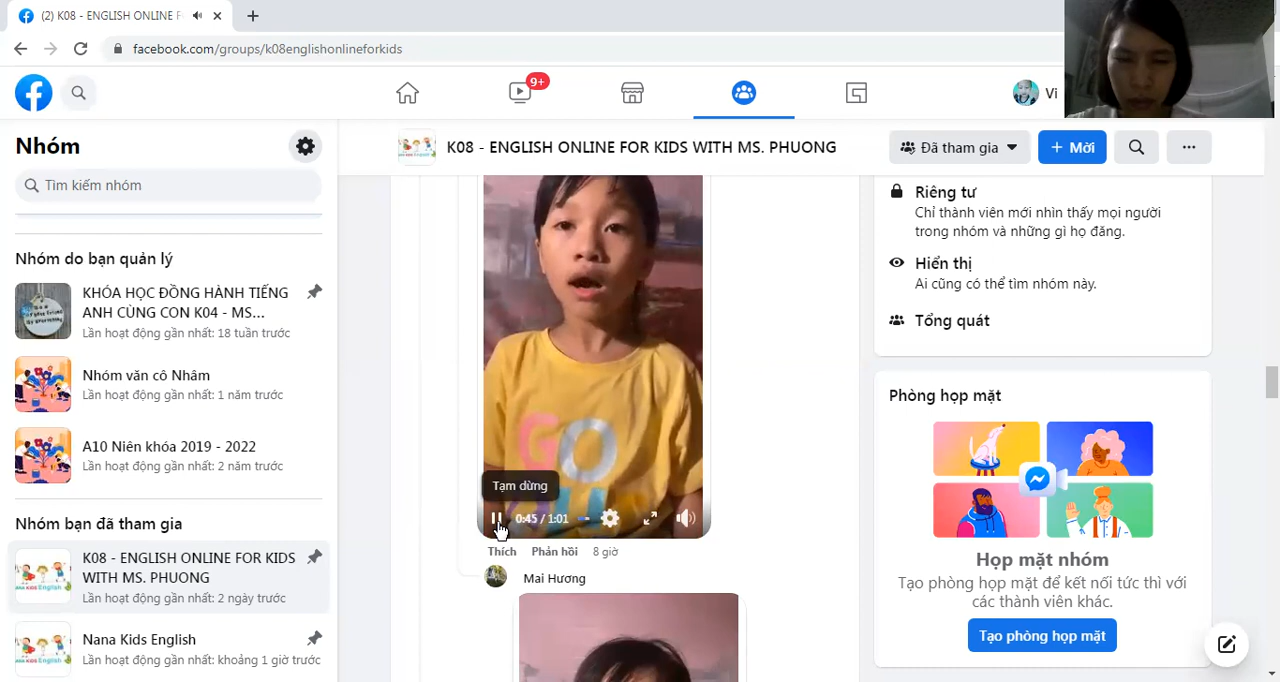 (2) K08 - ENGLISH ONLINE F
facebook.com/groups/k08englishonlineforkids
9+
Vi
Nhóm
Tìm kiếm nhóm
Nhóm do bạn quản lý
KHÓA HỌC ĐỒNG HÀNH TIẾNG
ANH CÙNG CON K04 - MS...
Lần hoạt động gần nhất: 18 tuần trước
Nhóm văn cô Nhâm
Lần hoạt động gần nhất: 1 năm trước
A10 Niên khóa 2019 - 2022
Lần hoạt động gần nhất: 2 năm trước
Nhóm bạn đã tham gia
K08 - ENGLISH ONLINE FOR KIDS
WITH MS. PHUONG
Lần hoạt động gần nhất: 2 ngày trước
Nana Kids English
Lần hoạt động gần nhất: khoảng 1 giờ trước
K08 - ENGLISH ONLINE FOR KIDS WITH MS. PHUONG
Đã tham gia
+ Mời
GO
Tạm dừng
0:45 / 1:01
Thích Phản hồi 8 giờ
Mai Hương
Riêng tư
Chỉ thành viên mới nhìn thấy mọi người
trong nhóm và những gì họ đăng.
Hiển thị
Ai cũng có thể tìm nhóm này.
Tổng quát
Phòng họp mặt
Họp mặt nhóm
Tạo phòng họp mặt để kết nối tức thì với
các thành viên khác.
Tạo phòng họp mặt